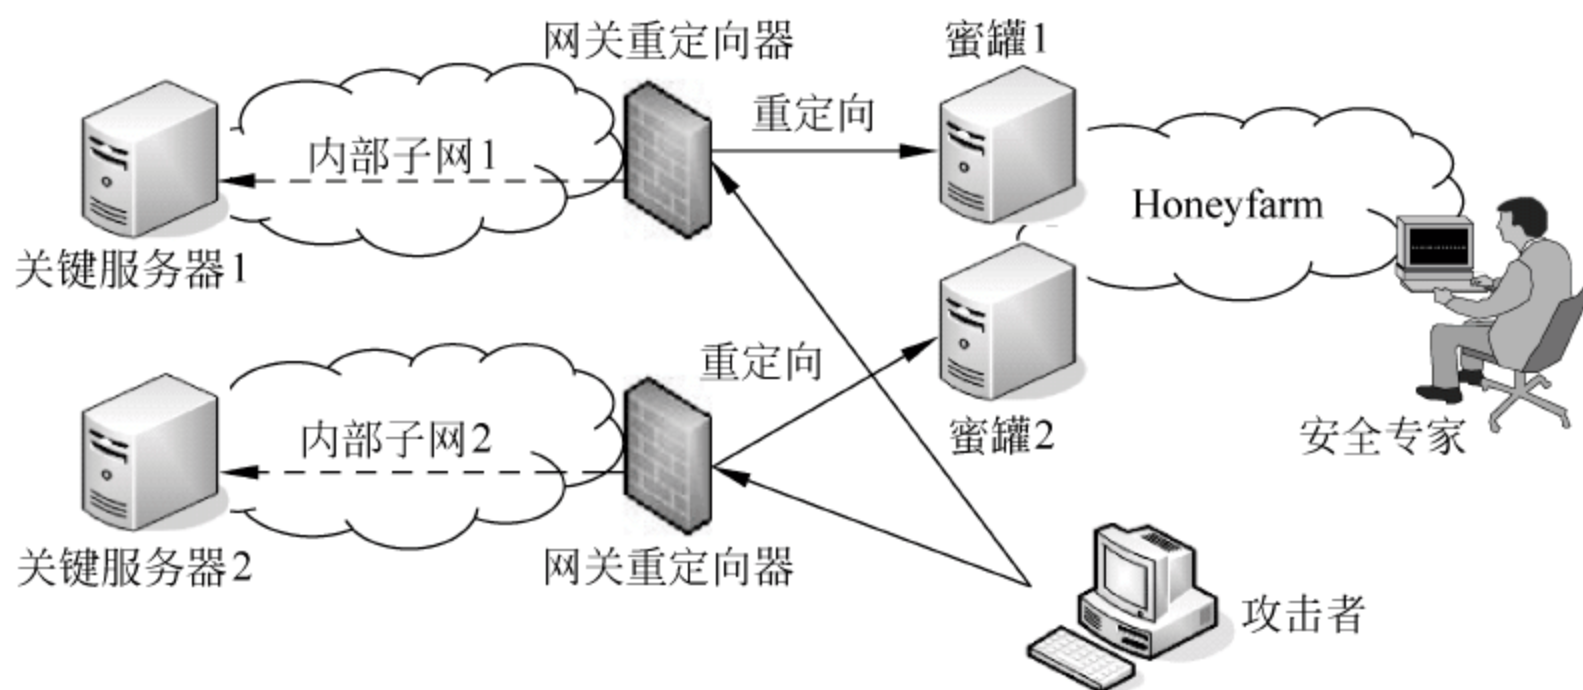 网关重定向器
蜜罐1
重定向
内部子网1
Honeyfarm
关键服务器1
重定向
内部子网2
蜜罐2
安全专家
关键服务器2
网关重定向器
攻击者